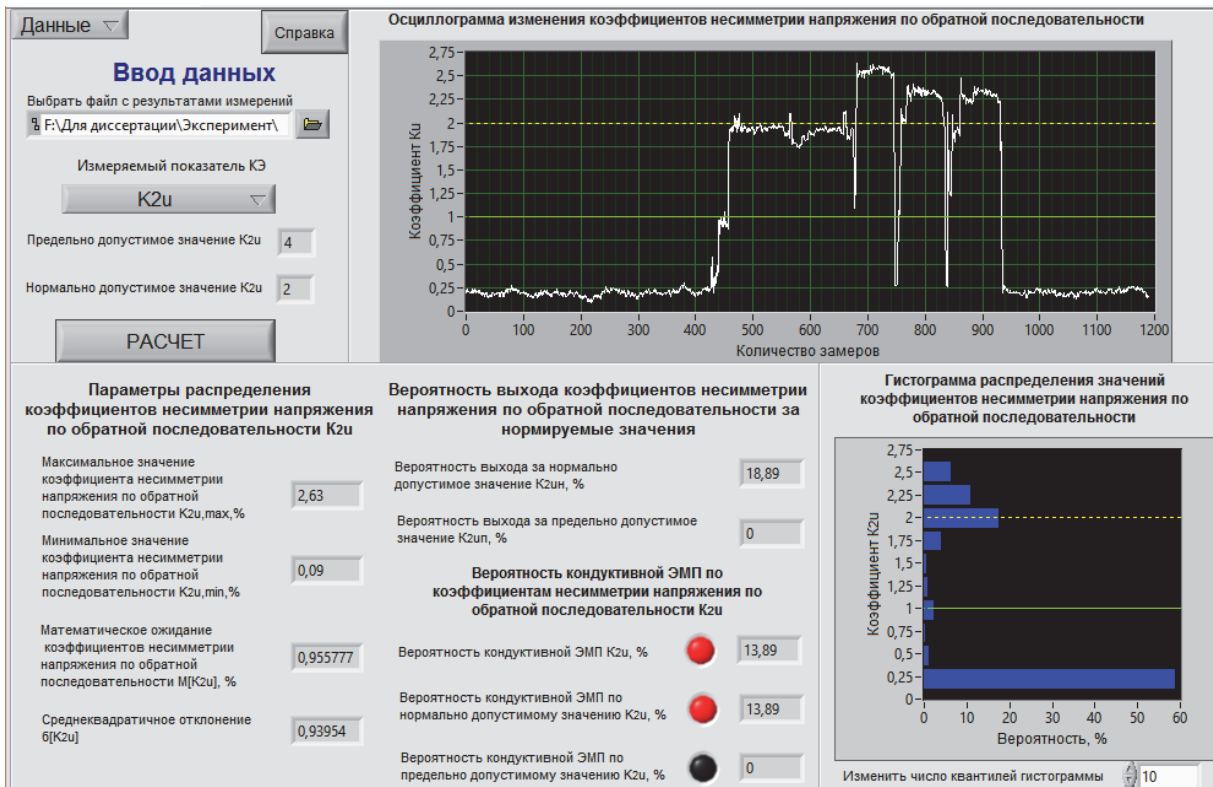 Данные
Справка
Ввод данных
Выбрать файл с результатами измерений
F:\Для диссертации\Эксперимент\
Измеряемый показатель КЭ
K2u
Предельно допустимое значение K2u
4
Нормально допустимое значение K2u
2
РАСЧЕТ
Осциллограмма изменения коэффициентов несимметрии напряжения по обратной последовательности
Коэффициент Ku
2,75
2,5
2,25
2
1,75
1,5
1,25
1
0,75
0,5
0,25
0
0 100 200 300 400 500 600 700 800 900 1000 1100 1200
Количество замеров
Параметры распределения
коэффициентов несимметрии напряжения
по обратной последовательности K2u
Максимальное значение
коэффициента несимметрии
напряжения по обратной
последовательности K2u,max,%
2,63
Минимальное значение
коэффициента несимметрии
напряжения по обратной
последовательности K2u,min,%
0,09
Математическое ожидание
коэффициентов несимметрии
напряжения по обратной
последовательности M[K2u], %
0,955777
Среднеквадратичное отклонение
б[K2u]
0,93954
Вероятность выхода коэффициентов несимметрии
напряжения по обратной последовательности за
нормируемые значения
Вероятность выхода за нормально
допустимое значение K2uн, %
18,89
Вероятность выхода за предельно допустимое
значение K2uп, %
0
Вероятность кондуктивной ЭМП по
коэффициентам несимметрии напряжения по
обратной последовательности K2u
Вероятность кондуктивной ЭМП K2u, %
13,89
Вероятность кондуктивной ЭМП по
нормально допустимому значению K2u, %
13,89
Вероятность кондуктивной ЭМП по
предельно допустимому значению K2u, %
0
Гистограмма распределения значений
коэффициентов несимметрии напряжения по
обратной последовательности
Коэффициент K2u
2,75
2,5
2,25
2
1,75
1,5
1,25
1
0,75
0,5
0,25
0
0 10 20 30 40 50 60
Вероятность, %
Изменить число квантилей гистограммы
10